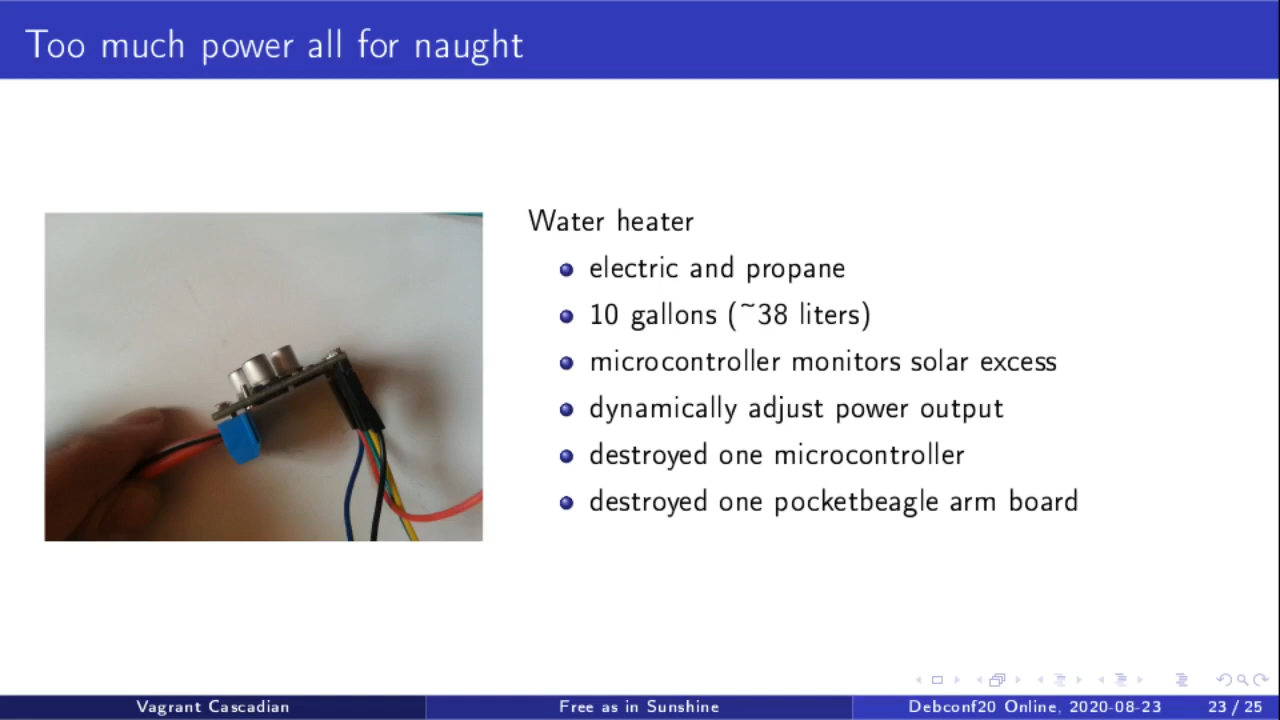 Too much power all for naught
Water heater
electric and propane
10 gallons (~38 liters)
microcontroller monitors solar excess
dynamically adjust power output
destroyed one microcontroller
destroyed one pocketbeagle arm board
Vagrant Cascadian
Free as in Sunshine
Debconf20 Online, 2020-08-23
23 / 25